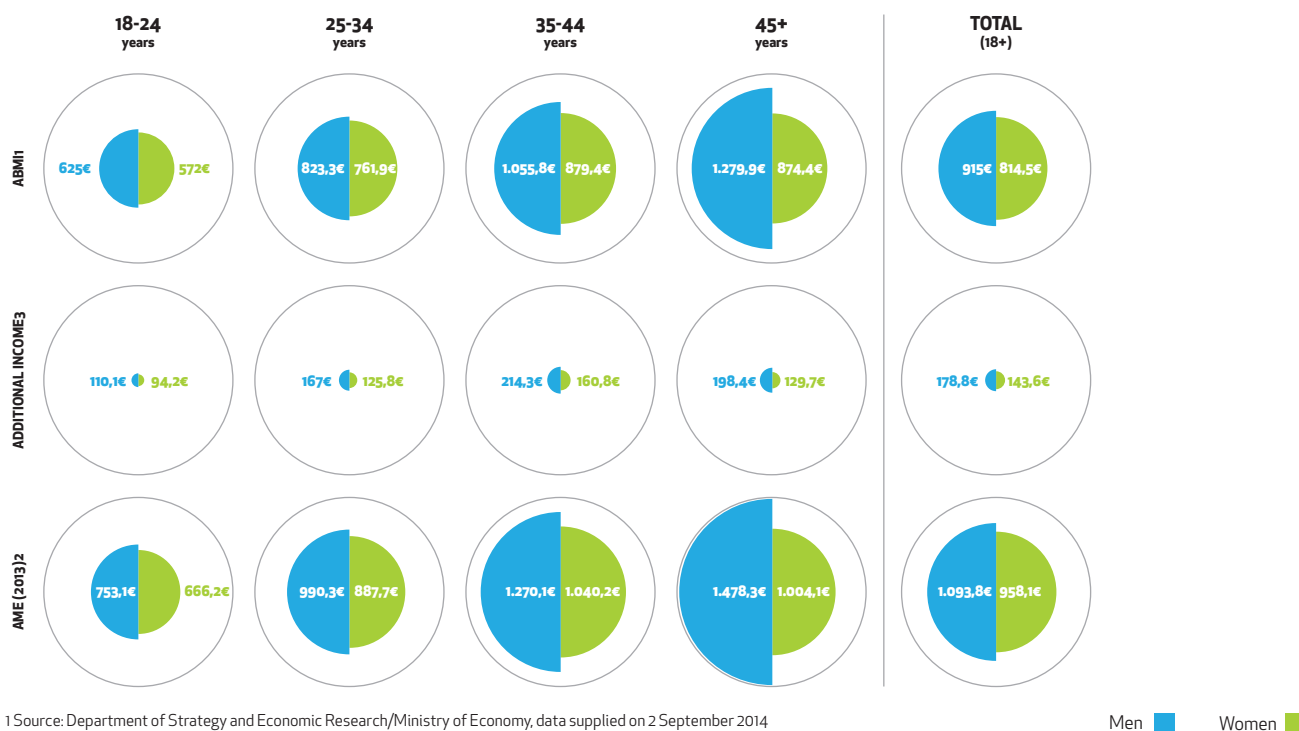 18-24
years
25-34
years
35-44
years
45+
years
TOTAL
(18+)
ABMI1
625€ 572€
823,3€ 761,9€
1.055,8€ 879,4€
1.279,9€ 874,4€
915€ 814,5€
ADDITIONAL INCOME3
110,1€ 94,2€
167€ 125,8€
214,3€ 160,8€
198,4€ 129,7€
178,8€ 143,6€
AME (2013)2
753,1€ 666,2€
990,3€ 887,7€
1.270,1€ 1.040,2€
1.478,3€ 1.004,1€
1.093,8€ 958,1€
1 Source: Department of Strategy and Economic Research/Ministry of Economy, data supplied on 2 September 2014
Men Women